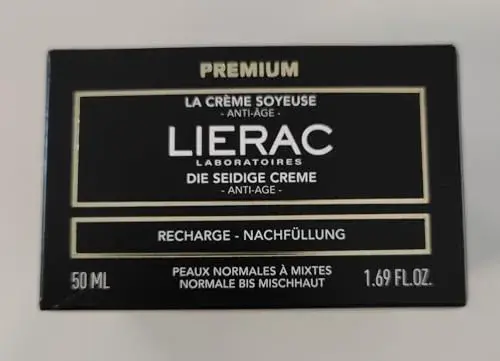 PREMIUM
LA CRÈME SOYEUSE
- ANTI-ÂGE -
LIERAC
LABORATOIRES
DIE SEIDIGE CREME
- ANTI-AGE -
RECHARGE - NACHFÜLLUNG
50 ML
PEAUX NORMALES À MIXTES
NORMALE BIS MISCHHAUT
1.69 FL.OZ.